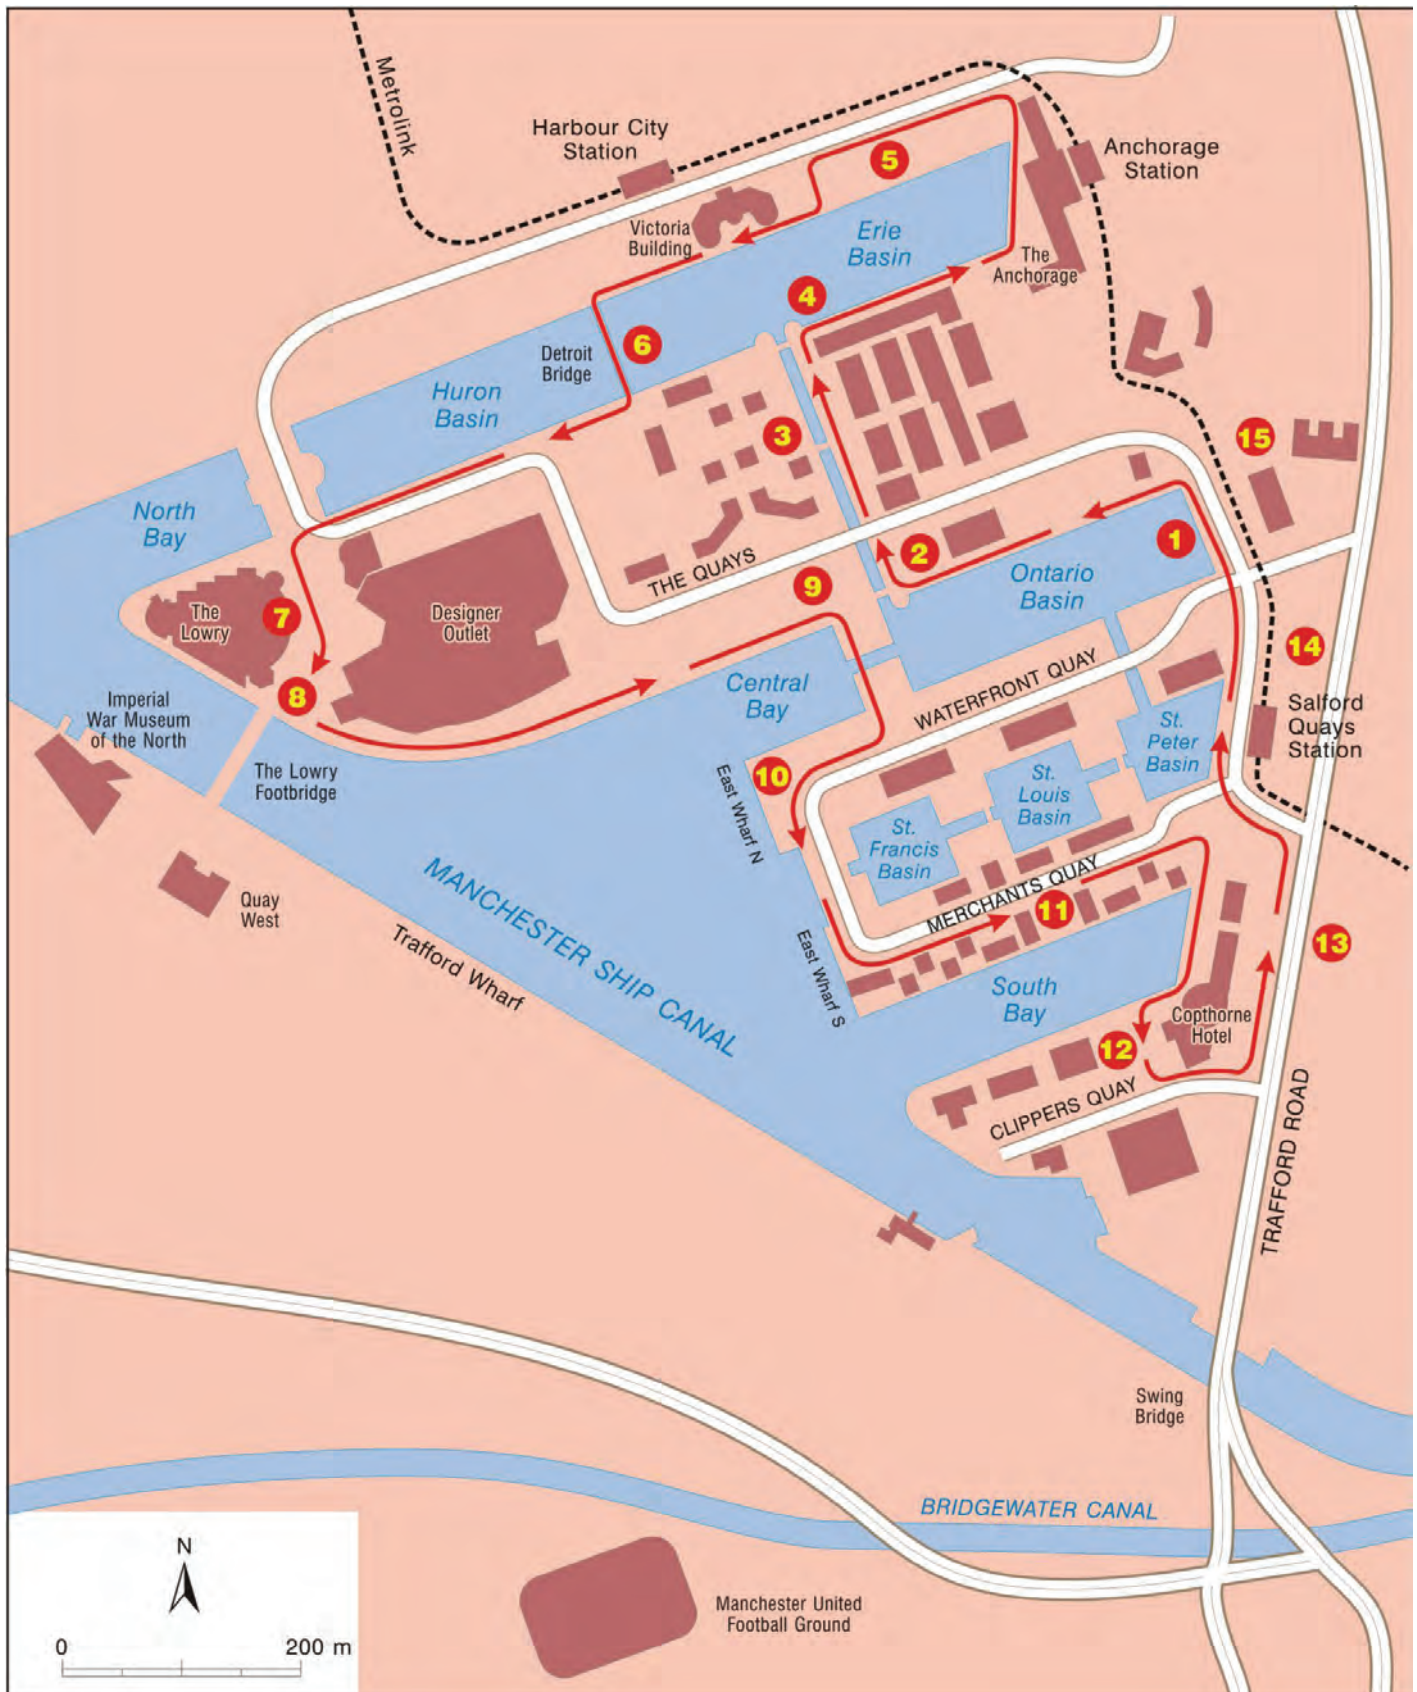 Metrolink
Harbour City
Station
5
Anchorage
Station
Victoria
Building
Erie
Basin
The
Anchorage
4
6
Detroit
Bridge
Huron
Basin
3
15
North
Bay
1
2
THE QUAYS
9
Ontario
Basin
The
Lowry
7
Designer
Outlet
14
8
Imperial
War Museum
of the North
Central
Bay
WATERFRONT QUAY
Salford
Quays
Station
St.
Peter
Basin
The Lowry
Footbridge
10
East Wharf N
St.
Louis
Basin
St.
Francis
Basin
MERCHANTS QUAY
11
Quay
West
MANCHESTER SHIP CANAL
Trafford Wharf
East Wharf S
13
South
Bay
Copthorne
Hotel
12
CLIPPERS QUAY
TRAFFORD ROAD
Swing
Bridge
BRIDGEWATER CANAL
N
Manchester United
Football Ground
0 200 m